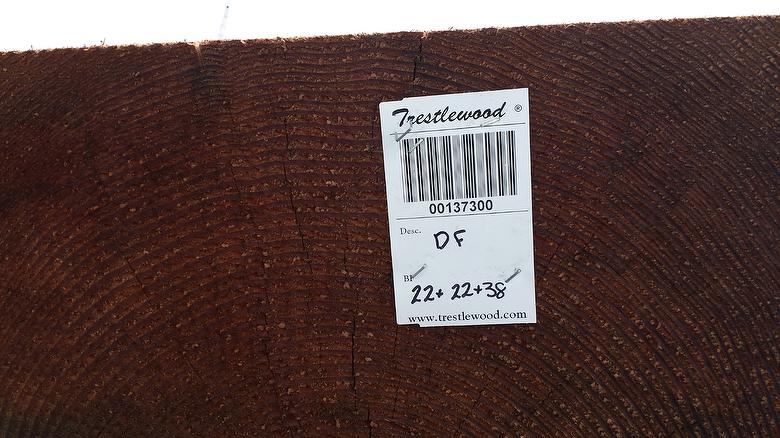 Trestlewood ®
00137300
Desc.
DF
BF
22+ 22+38
www.trestlewood.com